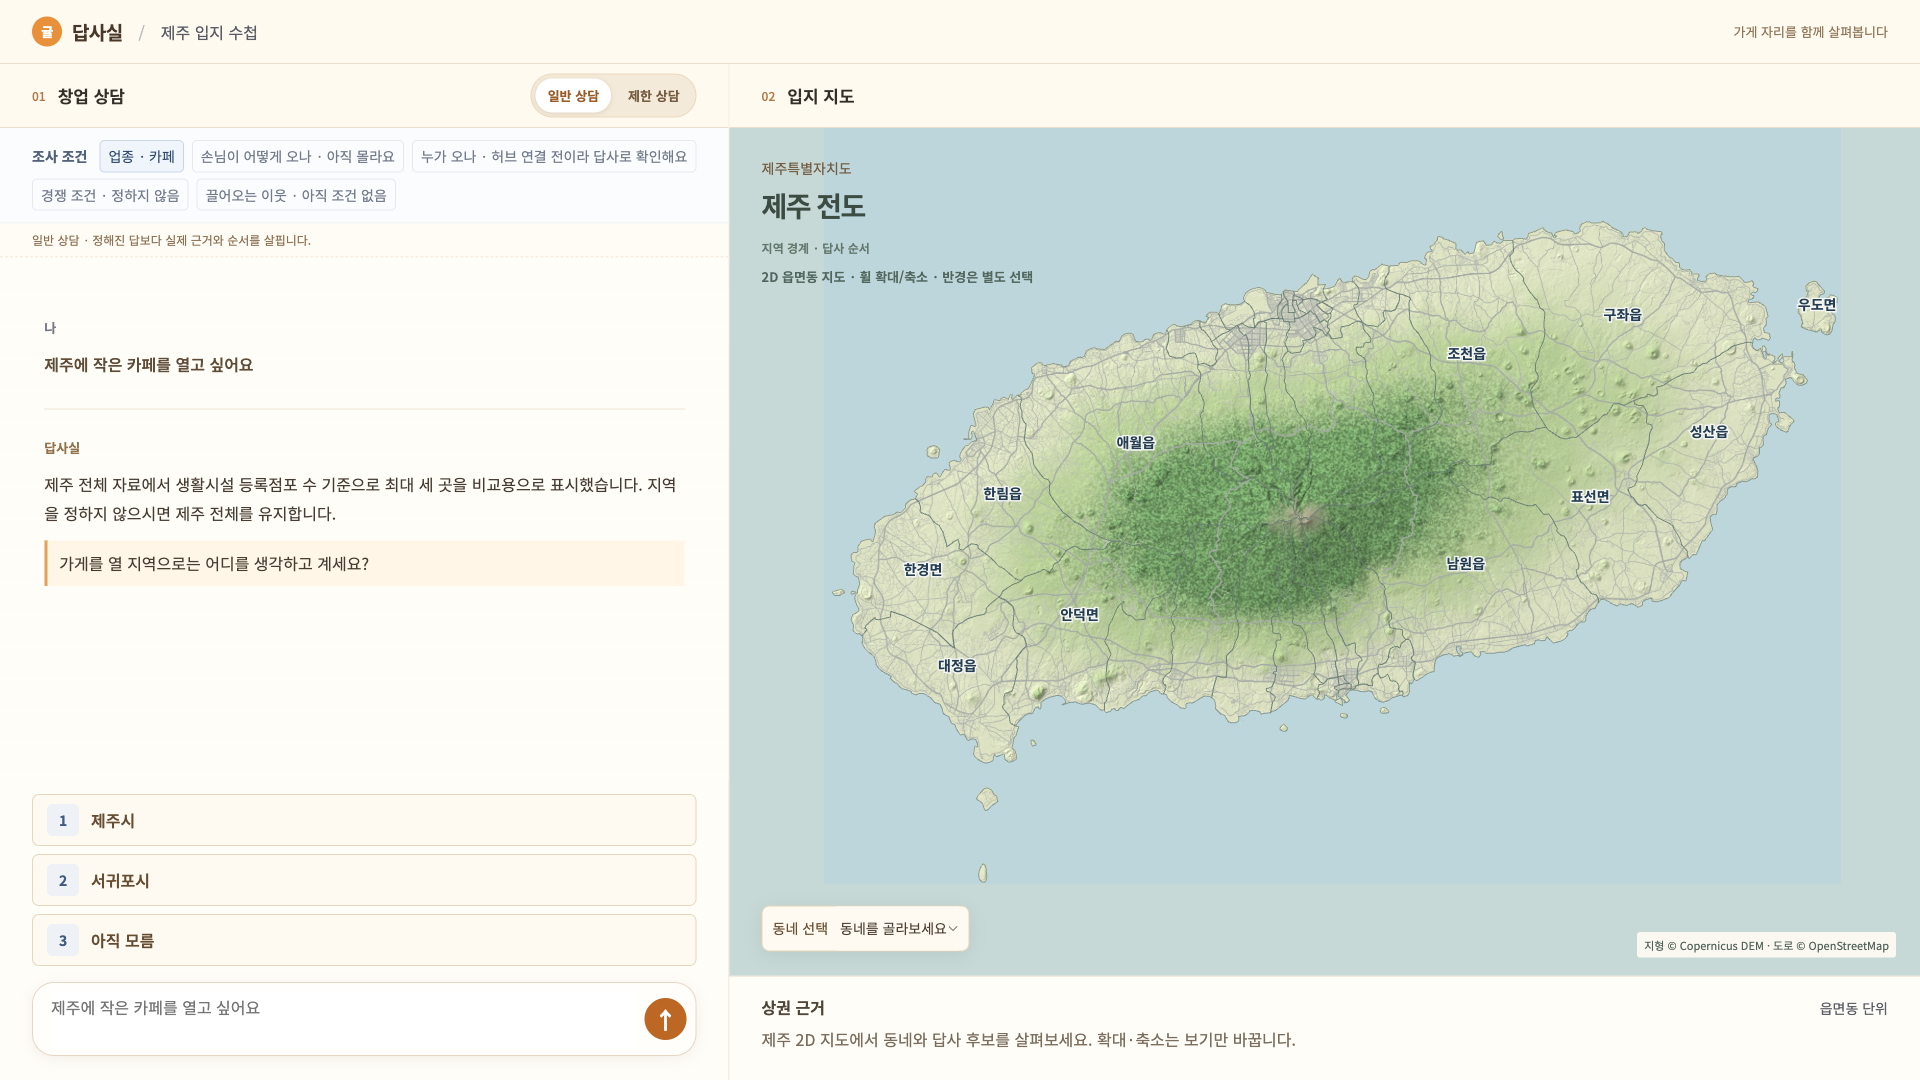 귤 답사실 / 제주 입지 수첩
가게 자리를 함께 살펴봅니다
01 창업 상담
일반 상담 제한 상담
조사 조건 업종 · 카페 손님이 어떻게 오나 · 아직 몰라요 누가 오나 · 허브 연결 전이라 답사로 확인해요
경쟁 조건 · 정하지 않음 끌어오는 이웃 · 아직 조건 없음
일반 상담 · 정해진 답보다 실제 근거와 순서를 살핍니다.
나
제주에 작은 카페를 열고 싶어요
답사실
제주 전체 자료에서 생활시설 등록점포 수 기준으로 최대 세 곳을 비교용으로 표시했습니다. 지역
을 정하지 않으시면 제주 전체를 유지합니다.
가게를 열 지역으로는 어디를 생각하고 계세요?
1 제주시
2 서귀포시
3 아직 모름
제주에 작은 카페를 열고 싶어요
02 입지 지도
제주특별자치도
제주 전도
지역 경계 · 답사 순서
2D 읍면동 지도 · 휠 확대/축소 · 반경은 별도 선택
우도면
구좌읍
조천읍
성산읍
애월읍
한림읍
표선면
남원읍
한경면
안덕면
대정읍
동네 선택 동네를 골라보세요
지형 © Copernicus DEM · 도로 © OpenStreetMap
상권 근거
읍면동 단위
제주 2D 지도에서 동네와 답사 후보를 살펴보세요. 확대·축소는 보기만 바꿉니다.